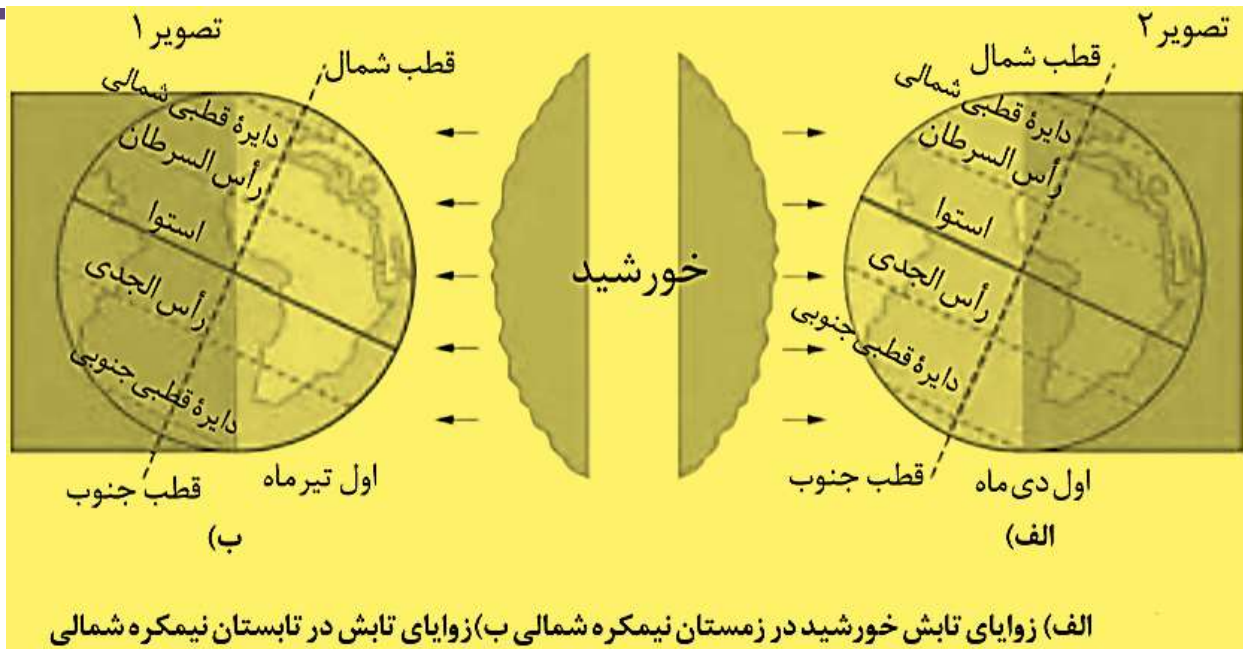 تصویر ۲
قطب شمال
دایرهٔ قطبی شمالی
رأس السرطان
استوا
رأس الجدی
دایرهٔ قطبی جنوبی
قطب جنوب
اول دی ماه
الف)
خورشید
تصویر ۱
قطب شمال
دایرهٔ قطبی شمالی
رأس السرطان
استوا
رأس الجدی
دایرهٔ قطبی جنوبی
قطب جنوب
اول تیر ماه
ب)
الف) زوایای تابش خورشید در زمستان نیمکره شمالی ب)زوایای تابش در تابستان نیمکره شمالی